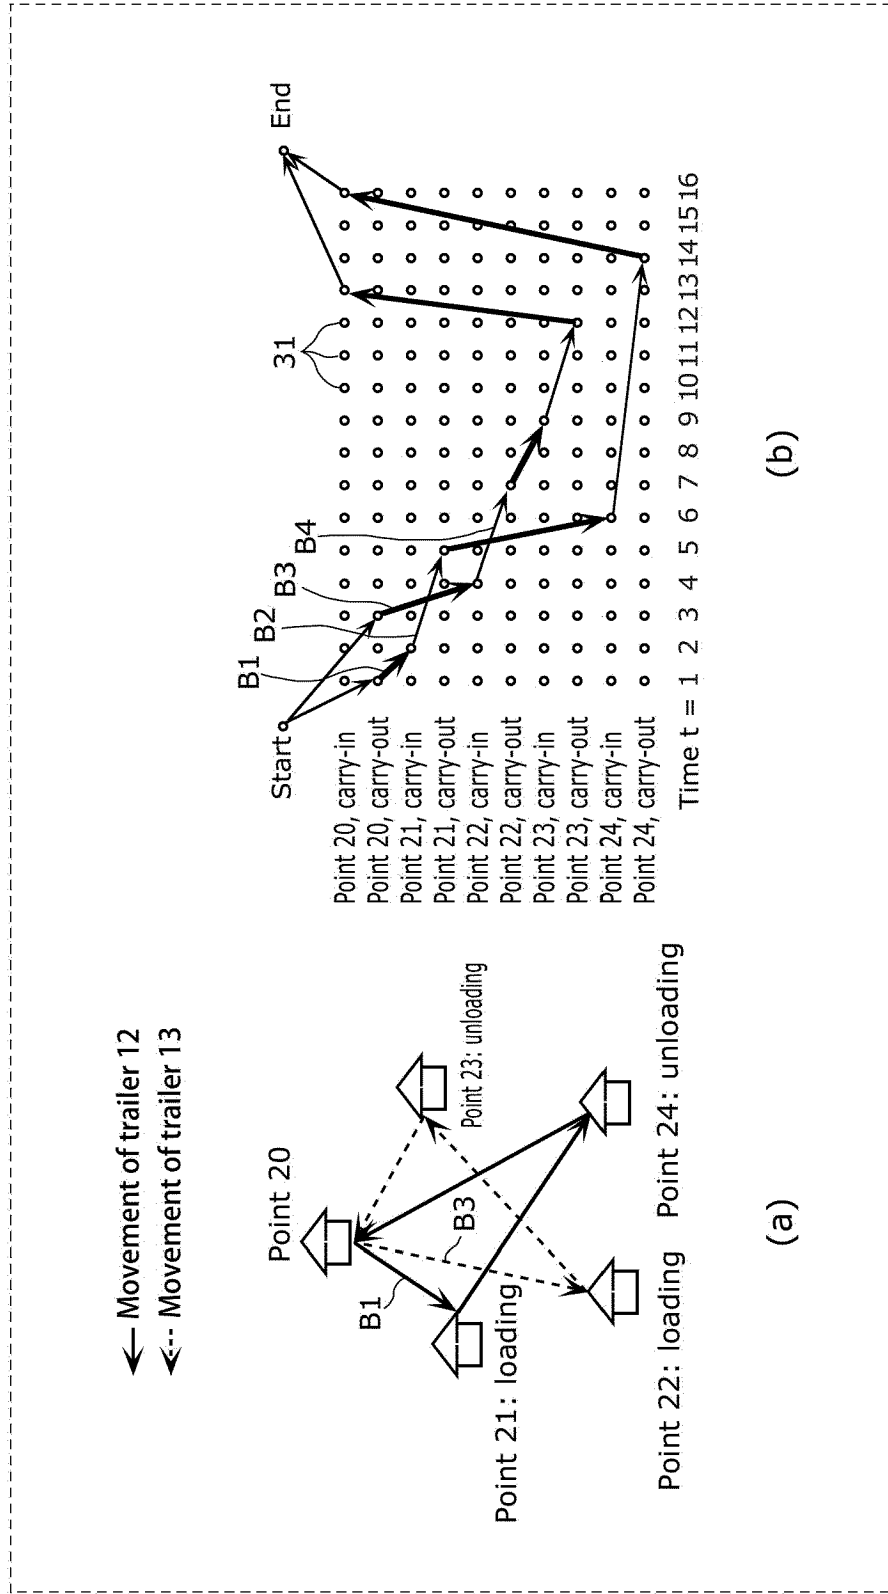 Movement of trailer 12
Movement of trailer 13
Point 20
B1
B3
Point 21: loading
Point 23: unloading
Point 22: loading
Point 24: unloading
(a)
Start
End
B1
B2
B3
B4
31
Point 20, carry-in
Point 20, carry-out
Point 21, carry-in
Point 21, carry-out
Point 22, carry-in
Point 22, carry-out
Point 23, carry-in
Point 23, carry-out
Point 24, carry-in
Point 24, carry-out
Time t = 1 2 3 4 5 6 7 8 9 10 11 12 13 14 15 16
(b)